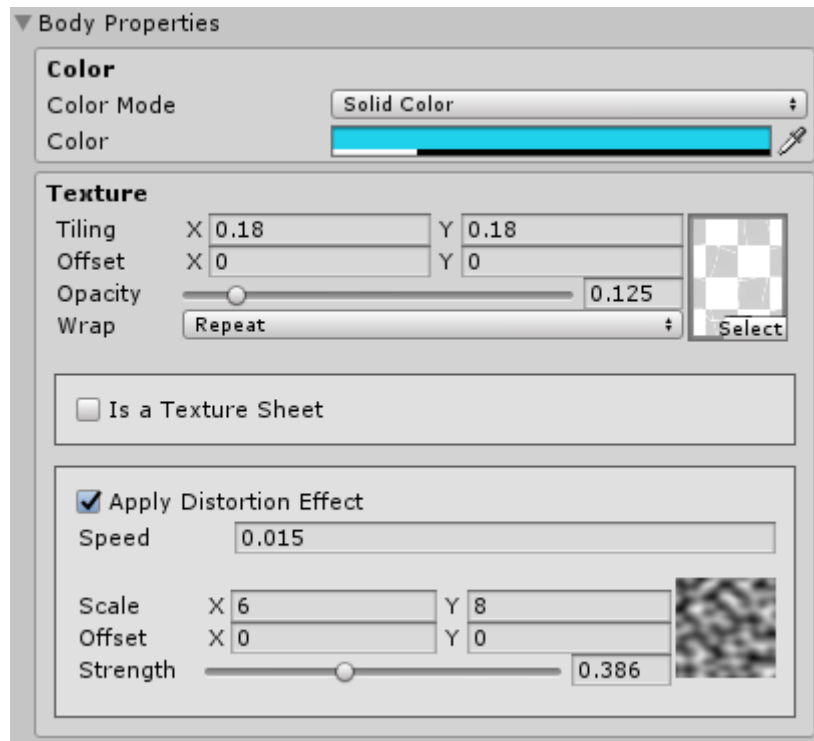 Body Properties
Color
Color Mode Solid Color
Color
Texture
Tiling X 0.18 Y 0.18
Offset X 0 Y 0
Opacity 0.125
Wrap Repeat Select
Is a Texture Sheet
Apply Distortion Effect
Speed 0.015
Scale X 6 Y 8
Offset X 0 Y 0
Strength 0.386